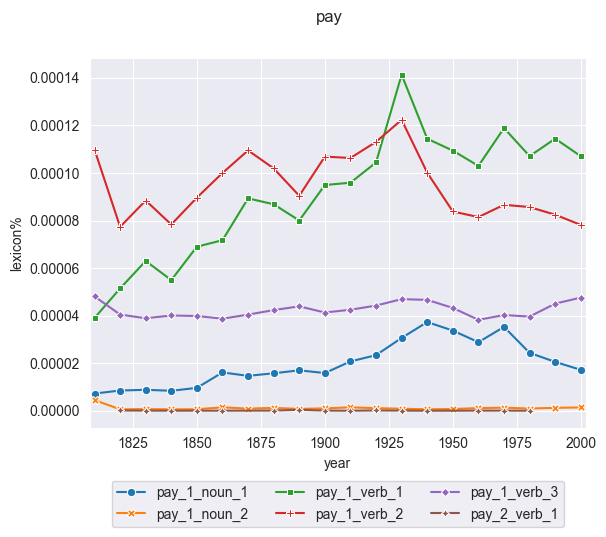 pay
0.00014
0.00012
0.00010
0.00008
0.00006
0.00004
0.00002
0.00000
lexicon%
1825 1850 1875 1900 1925 1950 1975 2000
year
pay_1_noun_1 pay_1_verb_1 pay_1_verb_3
pay_1_noun_2 pay_1_verb_2 pay_2_verb_1